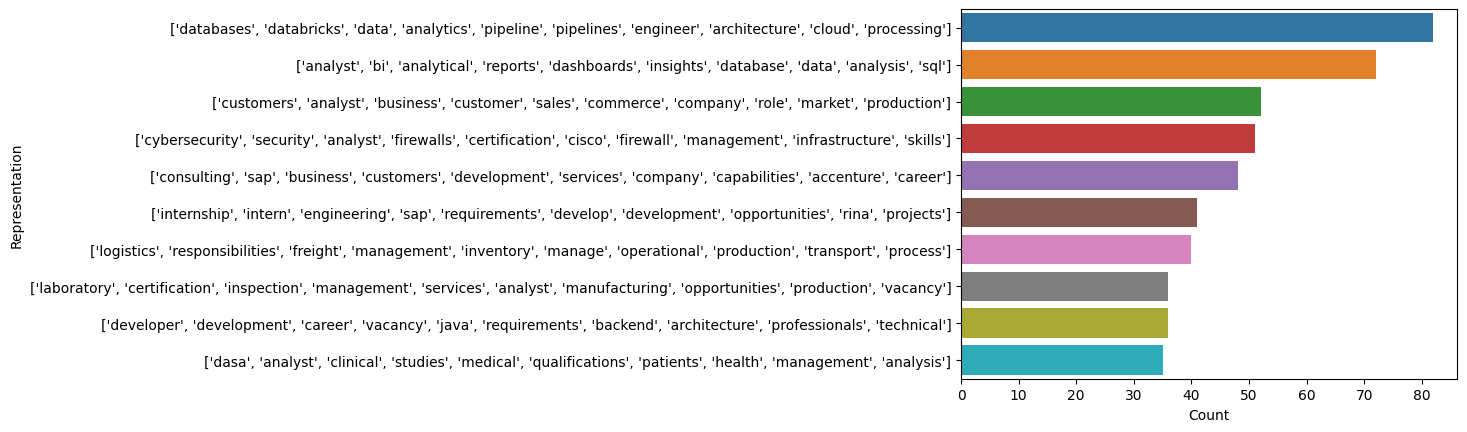 ['databases', 'databricks', 'data', 'analytics', 'pipeline', 'pipelines', 'engineer', 'architecture', 'cloud', 'processing']
['analyst', 'bi', 'analytical', 'reports', 'dashboards', 'insights', 'database', 'data', 'analysis', 'sql']
['customers', 'analyst', 'business', 'customer', 'sales', 'commerce', 'company', 'role', 'market', 'production']
['cybersecurity', 'security', 'analyst', 'firewalls', 'certification', 'cisco', 'firewall', 'management', 'infrastructure', 'skills']
['consulting', 'sap', 'business', 'customers', 'development', 'services', 'company', 'capabilities', 'accenture', 'career']
['internship', 'intern', 'engineering', 'sap', 'requirements', 'develop', 'development', 'opportunities', 'rina', 'projects']
['logistics', 'responsibilities', 'freight', 'management', 'inventory', 'manage', 'operational', 'production', 'transport', 'process']
['laboratory', 'certification', 'inspection', 'management', 'services', 'analyst', 'manufacturing', 'opportunities', 'production', 'vacancy']
['developer', 'development', 'career', 'vacancy', 'java', 'requirements', 'backend', 'architecture', 'professionals', 'technical']
['dasa', 'analyst', 'clinical', 'studies', 'medical', 'qualifications', 'patients', 'health', 'management', 'analysis']
Representation
0 10 20 30 40 50 60 70 80
Count